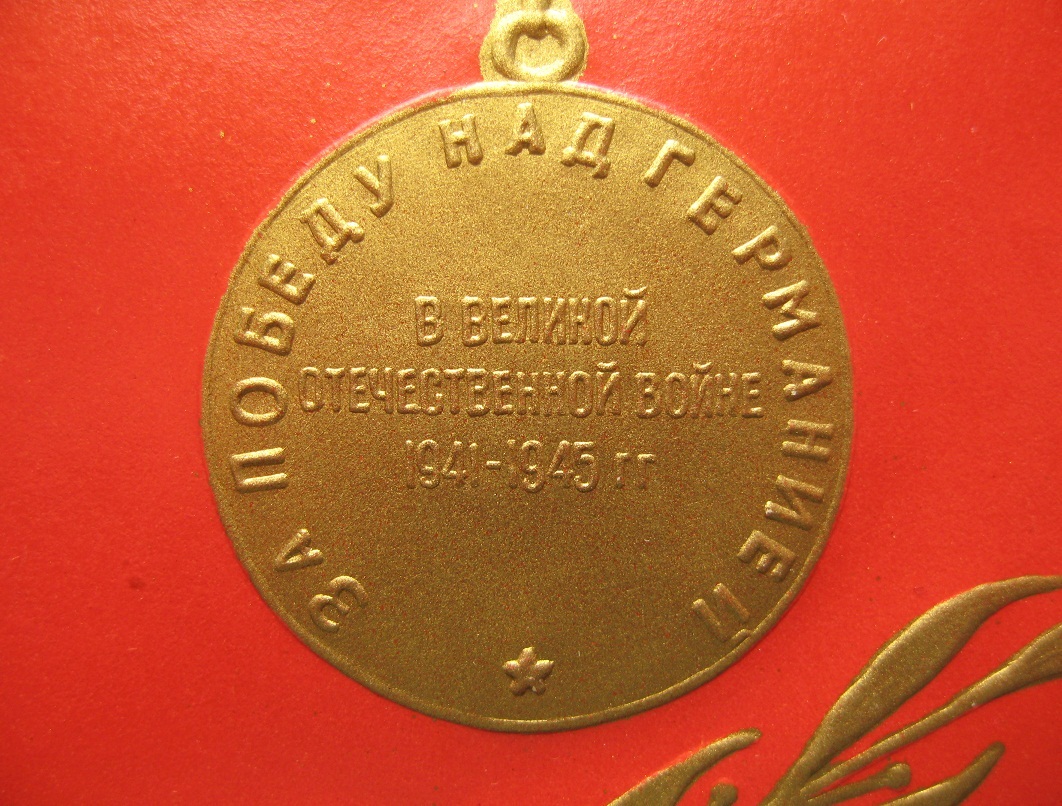 ЗА ПОБЕДУ НАД ГЕРМАНИЕЙ
В ВЕЛИКОЙ
ОТЕЧЕСТВЕННОЙ ВОЙНЕ
1941-1945 гг